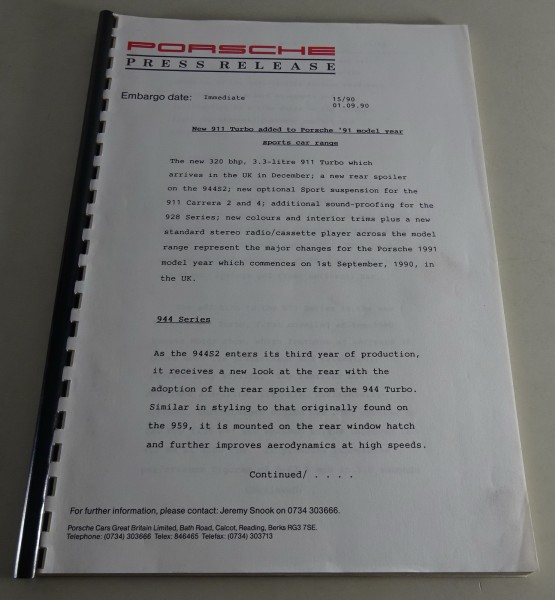 PORSCHE
PRESS RELEASE
Embargo date: Immediate 15/90
01.09.90
New 911 Turbo added to Porsche '91 model year
sports car range
The new 320 bhp, 3.3-litre 911 Turbo which
arrives in the UK in December; a new rear spoiler
on the 944S2; new optional Sport suspension for the
911 Carrera 2 and 4; additional sound-proofing for the
928 Series; new colours and interior trims plus a new
standard stereo radio/cassette player across the model
range represent the major changes for the Porsche 1991
model year which commences on 1st September, 1990, in
the UK.
944 Series
As the 944S2 enters its third year of production,
it receives a new look at the rear with the
adoption of the rear spoiler from the 944 Turbo.
Similar in styling to that originally found on
the 959, it is mounted on the rear window hatch
and further improves aerodynamics at high speeds.
Continued/ . . . .
For further information, please contact: Jeremy Snook on 0734 303666.
Porsche Cars Great Britain Limited, Bath Road, Calcot, Reading, Berks RG3 7SE.
Telephone: (0734) 303666 Telex: 846465 Telefax: (0734) 303713